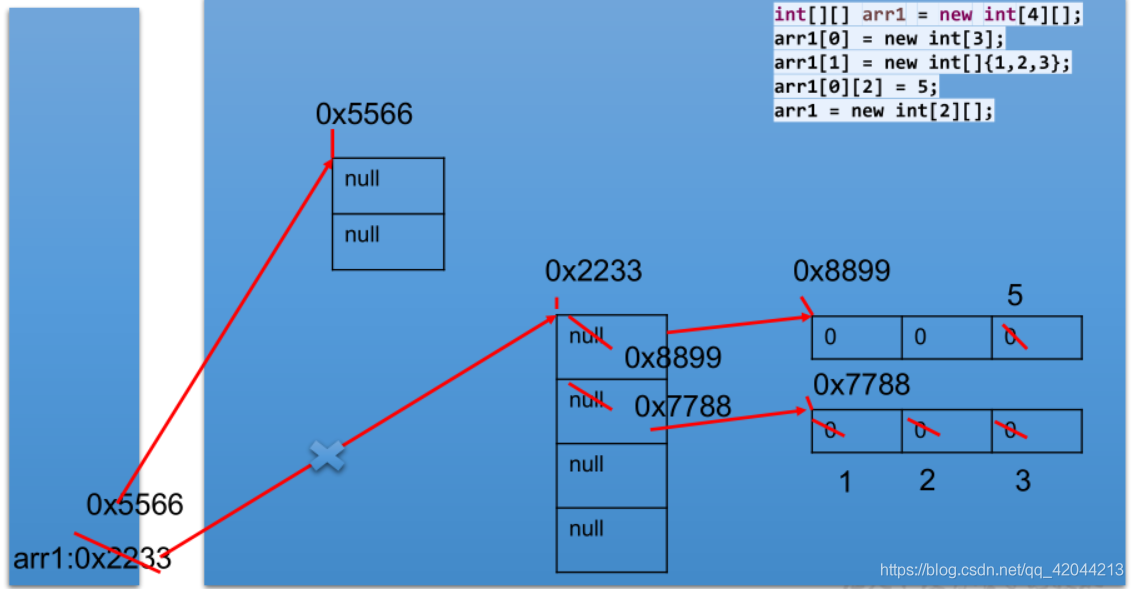 int[][] arr1 = new int[4][];
arr1[0] = new int[3];
arr1[1] = new int[]{1,2,3};
arr1[0][2] = 5;
arr1 = new int[2][];
0x5566
null
null
0x2233
0x8899
5
null
0 0 0
0x8899
0x7788
null
0x7788
0 0 0
null
1 2 3
0x5566
null
arr1:0x2233
https://blog.csdn.net/qq_42044213